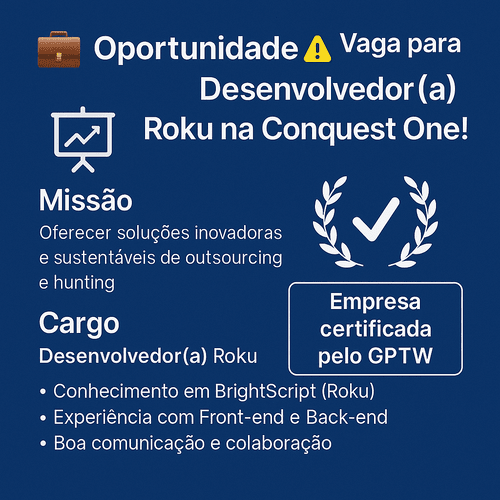 Oportunidade Vaga para
Desenvolvedor(a)
Roku na Conquest One!
Missão
Oferecer soluções inovadoras
e sustentáveis de outsourcing
e hunting
Empresa
certificada
pelo GPTW
Cargo
Desenvolvedor(a) Roku
• Conhecimento em BrightScript (Roku)
• Experiência com Front-end e Back-end
• Boa comunicação e colaboração